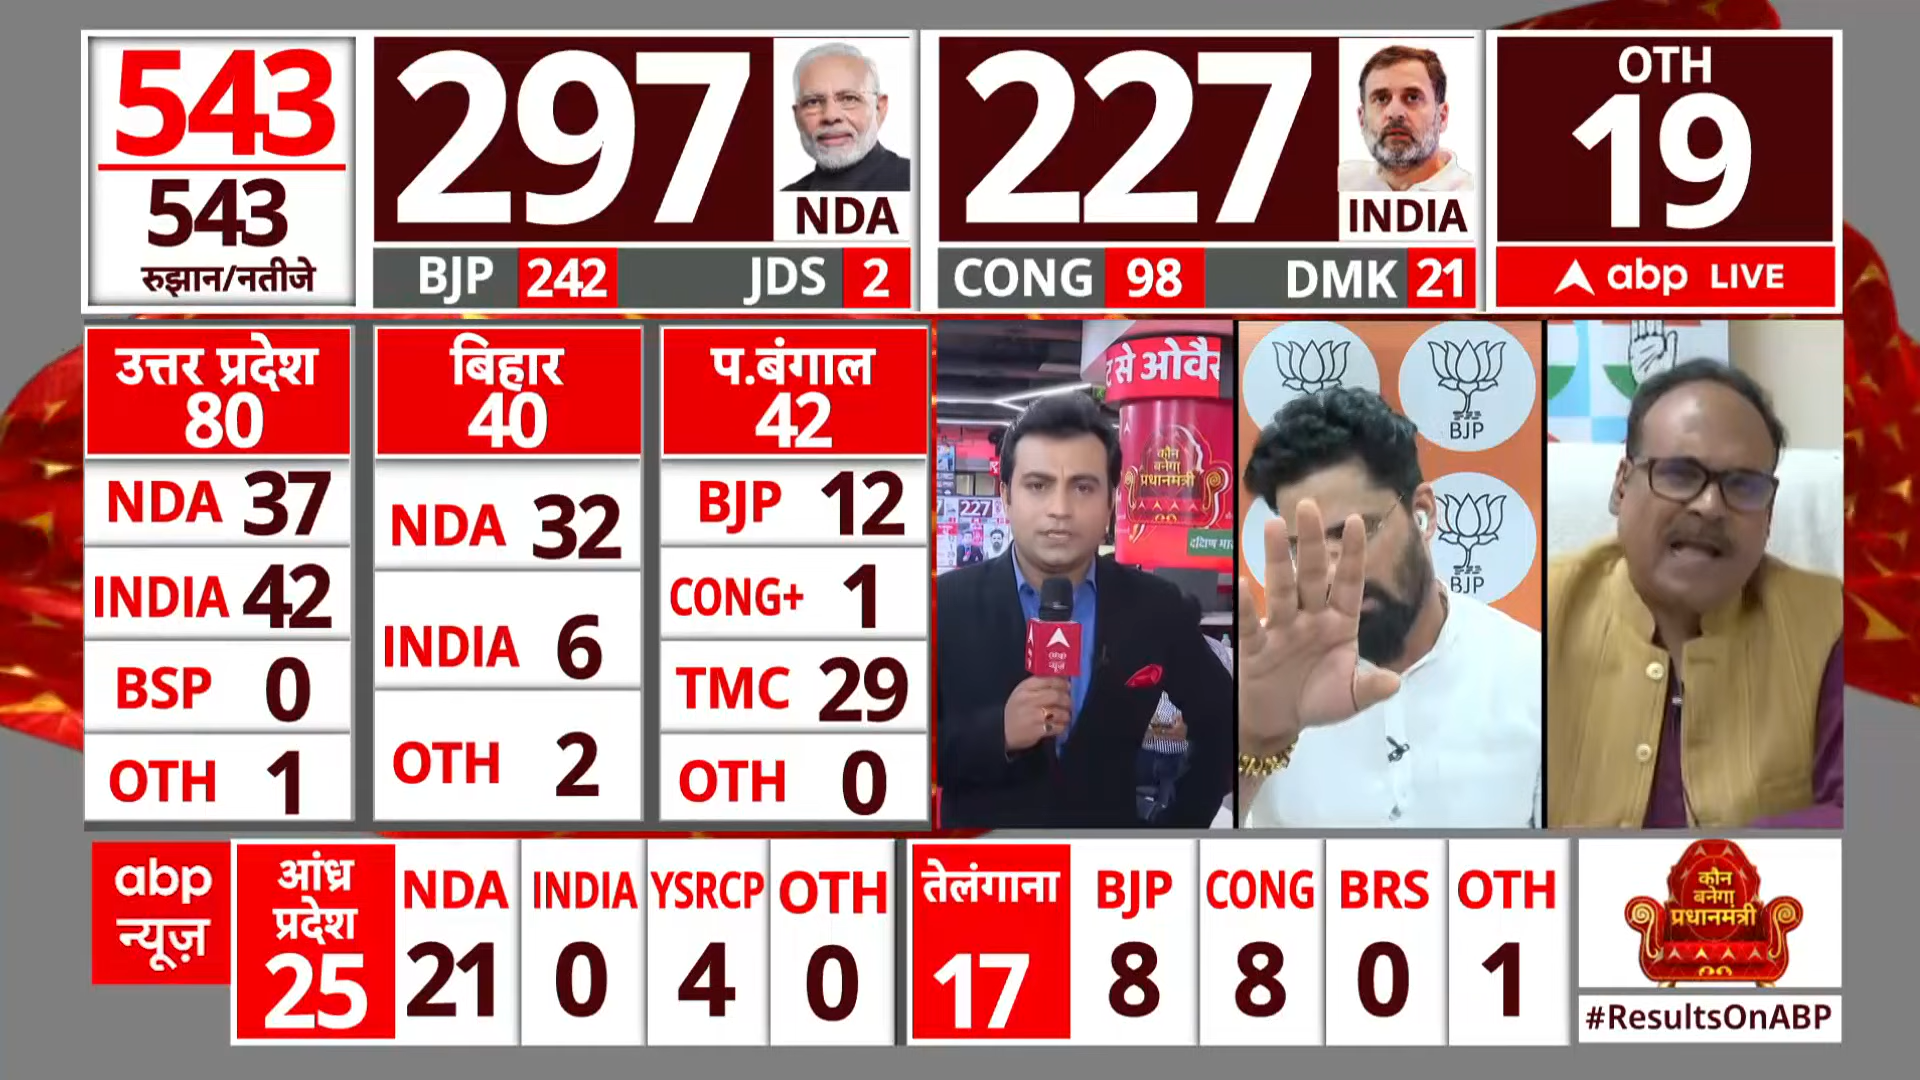 543
543
रुझान/नतीजे
297
NDA
BJP 242 JDS 2
227
INDIA
CONG 98 DMK 21
OTH
19
abp LIVE
उत्तर प्रदेश
80
NDA 37
INDIA 42
BSP 0
OTH 1
बिहार
40
NDA 32
INDIA 6
OTH 2
प.बंगाल
42
BJP 12
CONG+ 1
TMC 29
OTH 0
से ओवैर
कौन
बनेगा
प्रधानमंत्री
227
दक्षिण
abp
न्यूज़
BJP
BJP
abp
न्यूज़
आंध्र
प्रदेश
25
NDA INDIA YSRCP OTH
21 0 4 0
तेलंगाना
17
BJP CONG BRS OTH
8 8 0 1
कौन
बनेगा
प्रधानमंत्री
#ResultsOnABP